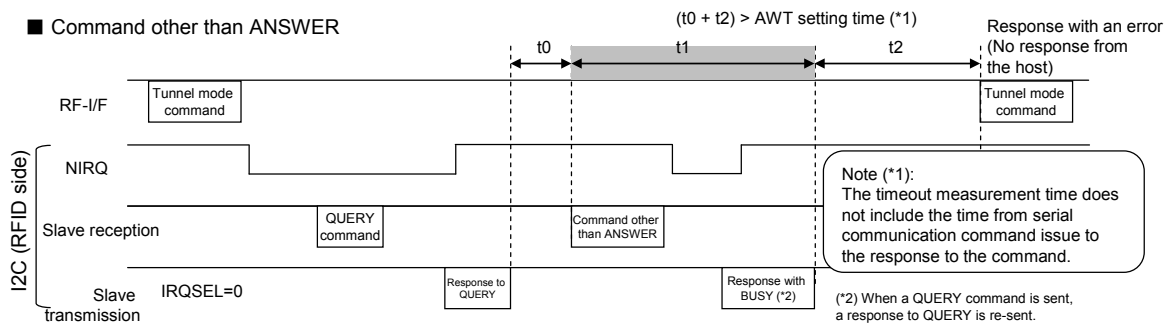 ■ Command other than ANSWER
(t0 + t2) > AWT setting time (*1)
Response with an error
(No response from
the host)
t0
t1
t2
RF-I/F
Tunnel mode
command
Tunnel mode
command
I2C (RFID side)
NIRQ
Note (*1):
The timeout measurement time does
not include the time from serial
communication command issue to
the response to the command.
Slave reception
QUERY
command
Command other
than ANSWER
Slave
transmission
IRQSEL=0
Response to
QUERY
Response with
BUSY (*2)
(*2) When a QUERY command is sent,
a response to QUERY is re-sent.